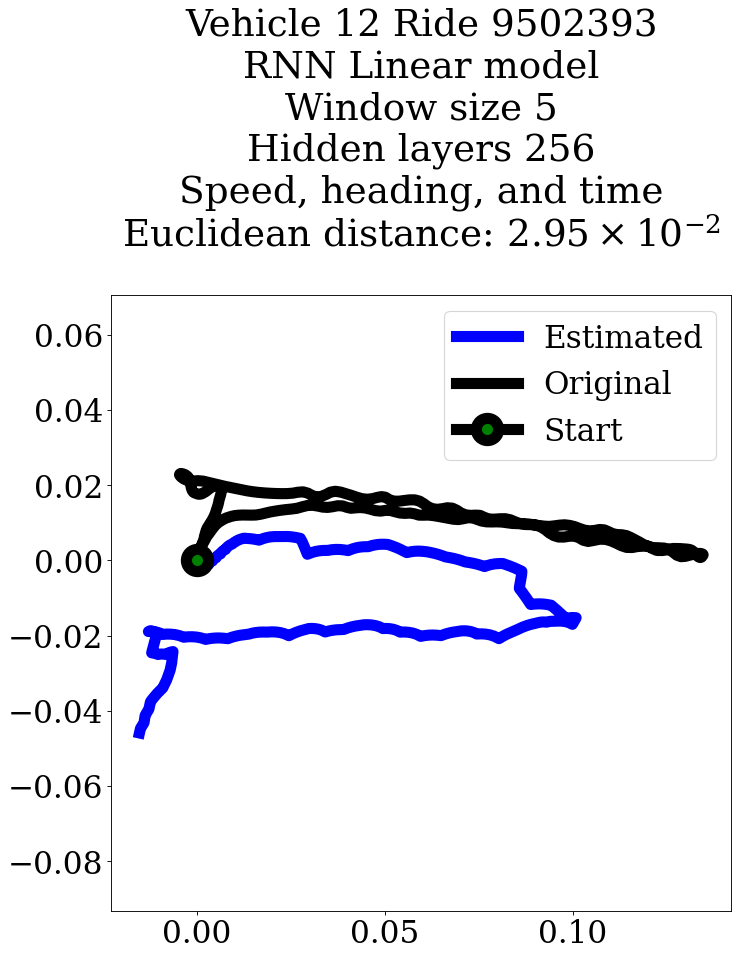 Vehicle 12 Ride 9502393
RNN Linear model
Window size 5
Hidden layers 256
Speed, heading, and time
Euclidean distance: 2.95 × 10⁻²
Estimated
Original
Start
0.06
0.04
0.02
0.00
−0.02
−0.04
−0.06
−0.08
0.00 0.05 0.10